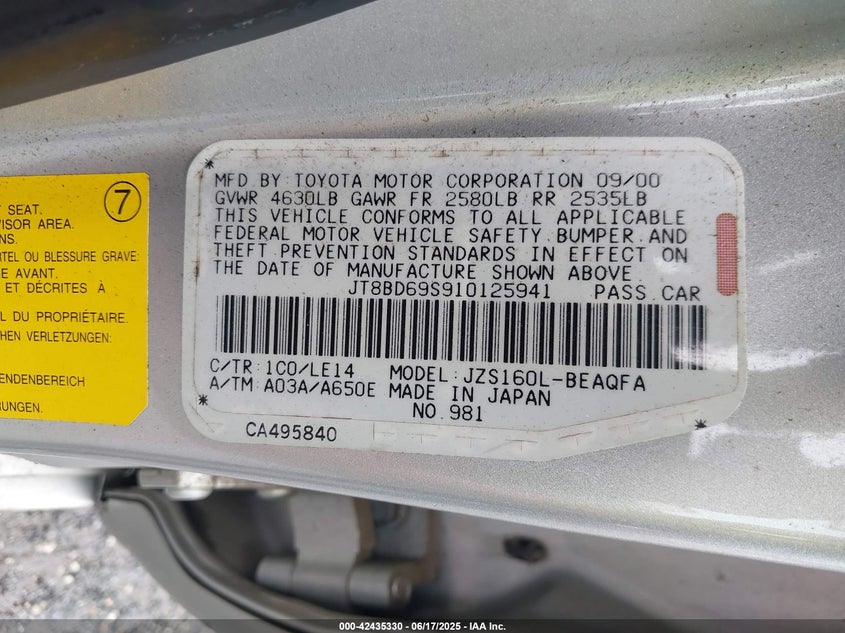 7
SEAT.
VISOR AREA.
NS.
RTEL OU BLESSURE GRAVE:
E AVANT.
ET DÉCRITES À
L DU PROPRIÉTAIRE.
CHEN VERLETZUNGEN.
ENDENBEREICH
RUNGEN.
MFD BY:TOYOTA MOTOR CORPORATION 09/00
GVWR 4630LB GAWR FR 2580LB RR 2535LB
THIS VEHICLE CONFORMS TO ALL APPLICABLE
FEDERAL MOTOR VEHICLE SAFETY,BUMPER,AND
THEFT PREVENTION STANDARDS IN EFFECT ON
THE DATE OF MANUFACTURE SHOWN ABOVE.
JT8BD69S910125941 PASS.CAR
C/TR:1C0/LE14 MODEL:JZS160L-BEAQFA
A/TM:A03A/A650E MADE IN JAPAN
NO.981
CA495840
000-42435330 - 06/17/2025 - IAA Inc.